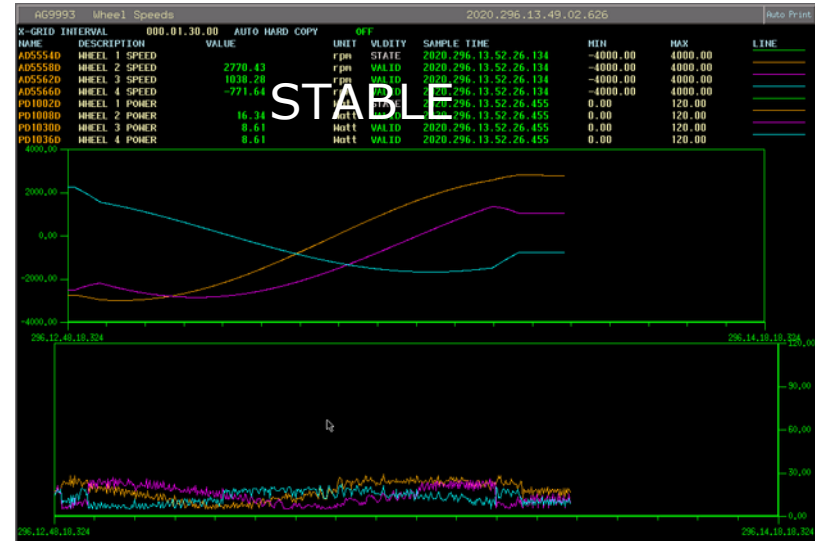 AG9993 Wheel Speeds 2020.296.13.49.02.626 Auto Print
X-GRID INTERVAL 000.01.30.00 AUTO HARD COPY OFF
NAME DESCRIPTION VALUE UNIT VLDITY SAMPLE TIME MIN MAX LINE
AD5554D WHEEL 1 SPEED rpm STATE 2020.296.13.52.26.134 -4000.00 4000.00
AD5558D WHEEL 2 SPEED 2770.43 rpm VALID 2020.296.13.52.26.134 -4000.00 4000.00
AD5562D WHEEL 3 SPEED 1038.28 rpm VALID 2020.296.13.52.26.134 -4000.00 4000.00
AD5566D WHEEL 4 SPEED -771.64 rpm VALID 2020.296.13.52.26.134 -4000.00 4000.00
STABLE
PD1002D WHEEL 1 POWER Watt STATE 2020.296.13.52.26.455 0.00 120.00
PD1008D WHEEL 2 POWER 16.34 Watt VALID 2020.296.13.52.26.455 0.00 120.00
PD1030D WHEEL 3 POWER 8.61 Watt VALID 2020.296.13.52.26.455 0.00 120.00
PD1036D WHEEL 4 POWER 8.61 Watt VALID 2020.296.13.52.26.455 0.00 120.00
4000.00
2000.00
0.00
-2000.00
-4000.00
296.12.48.18.324 296.14.18.18.324
120.00
90.00
60.00
30.00
0.00
296.12.48.18.324 296.14.18.18.324